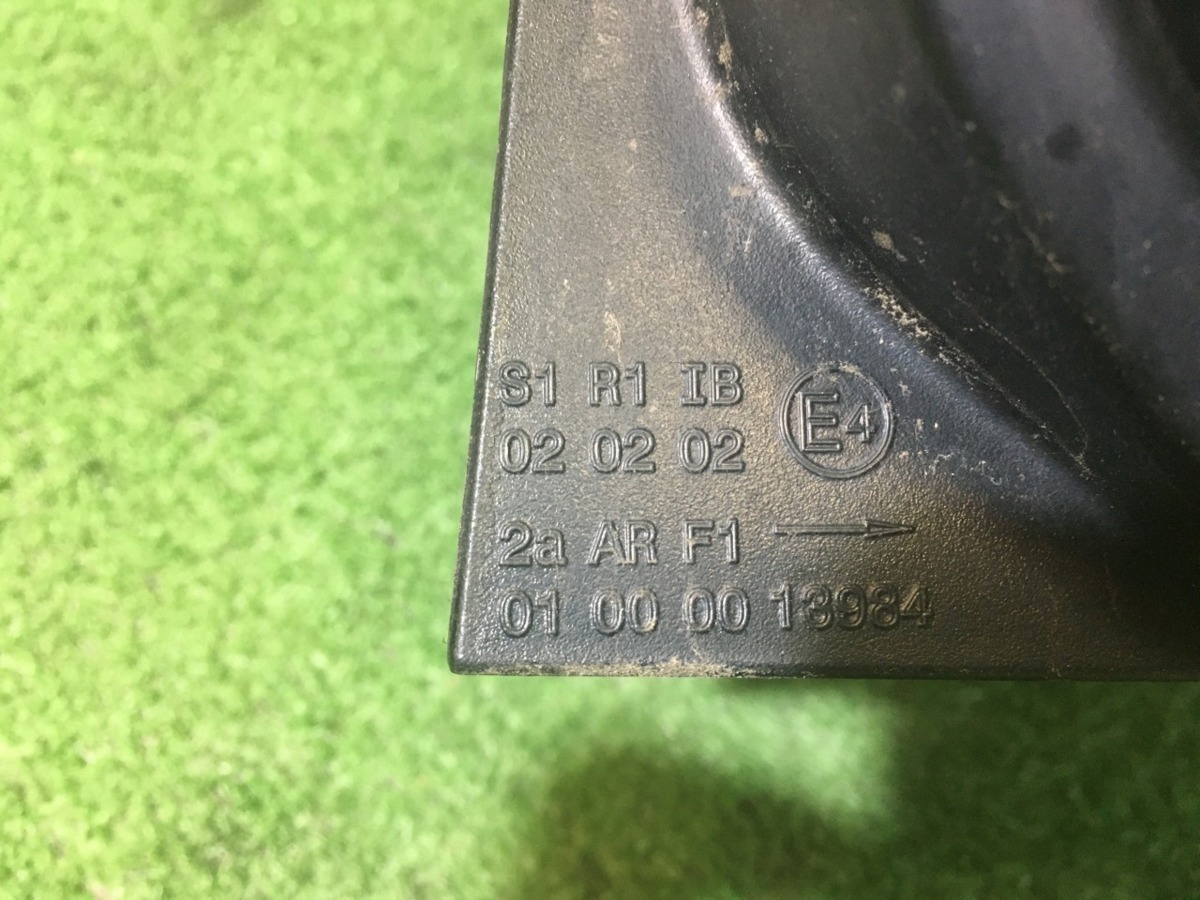 S1 R1 IB
02 02 02 E4
2a AR F1 →
01 00 00 13984